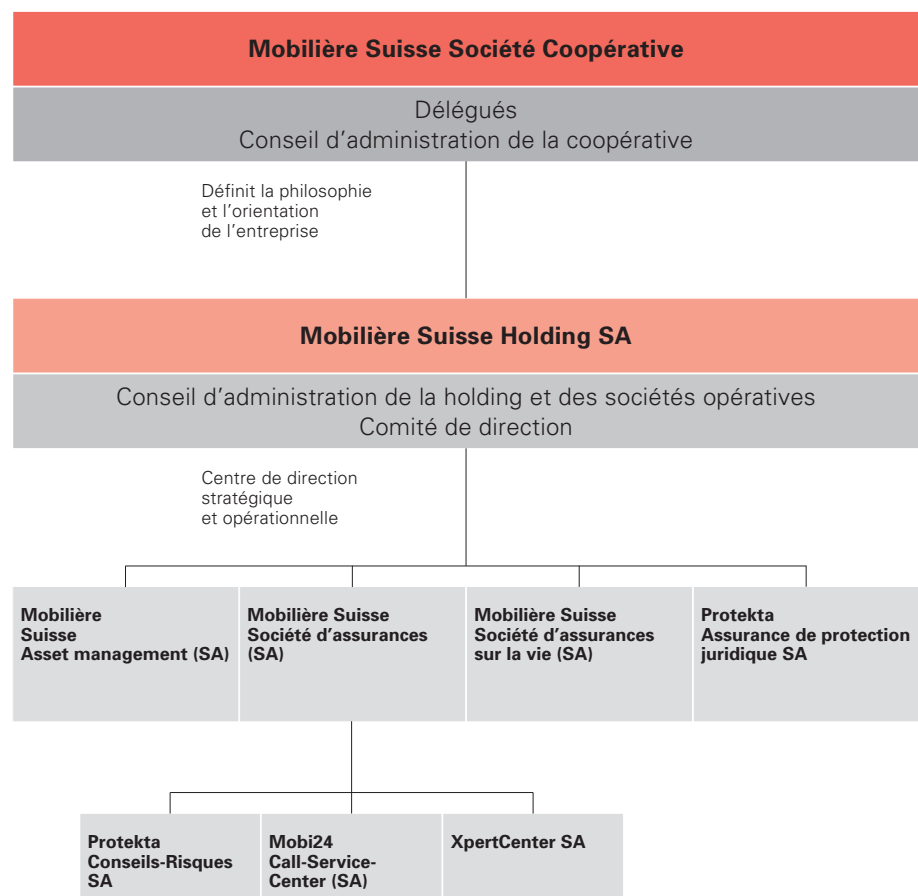 Mobilière Suisse Société Coopérative
Délégués
Conseil d’administration de la coopérative
Définit la philosophie
et l’orientation
de l’entreprise
Mobilière Suisse Holding SA
Conseil d’administration de la holding et des sociétés opératives
Comité de direction
Centre de direction
stratégique
et opérationnelle
Mobilière
Suisse
Asset management (SA)
Mobilière Suisse
Société d’assurances
(SA)
Mobilière Suisse
Société d’assurances
sur la vie (SA)
Protekta
Assurance de protection
juridique SA
Protekta
Conseils-Risques
SA
Mobi24
Call-Service-
Center (SA)
XpertCenter SA